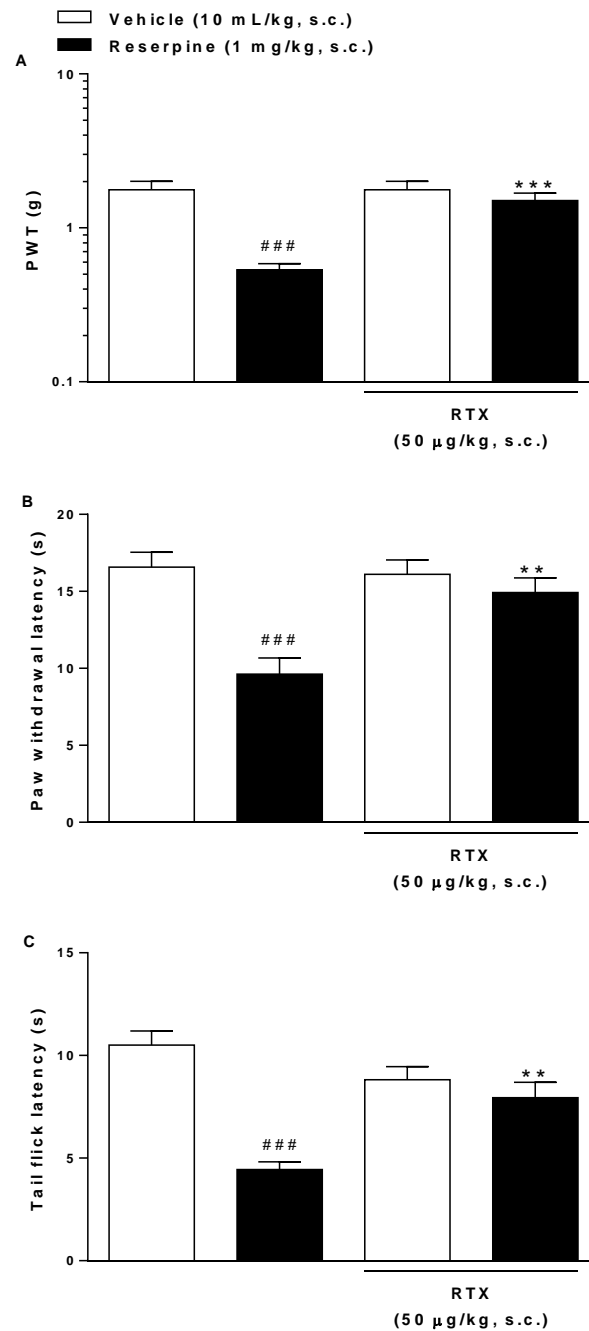 Vehicle (10 mL/kg, s.c.)
Reserpine (1 mg/kg, s.c.)
A
10
1
0.1
PWT (g)
###
***
RTX
(50 µg/kg, s.c.)
B
20
15
10
5
0
Paw withdrawal latency (s)
###
**
RTX
(50 µg/kg, s.c.)
C
15
10
5
0
Tail flick latency (s)
###
**
RTX
(50 µg/kg, s.c.)